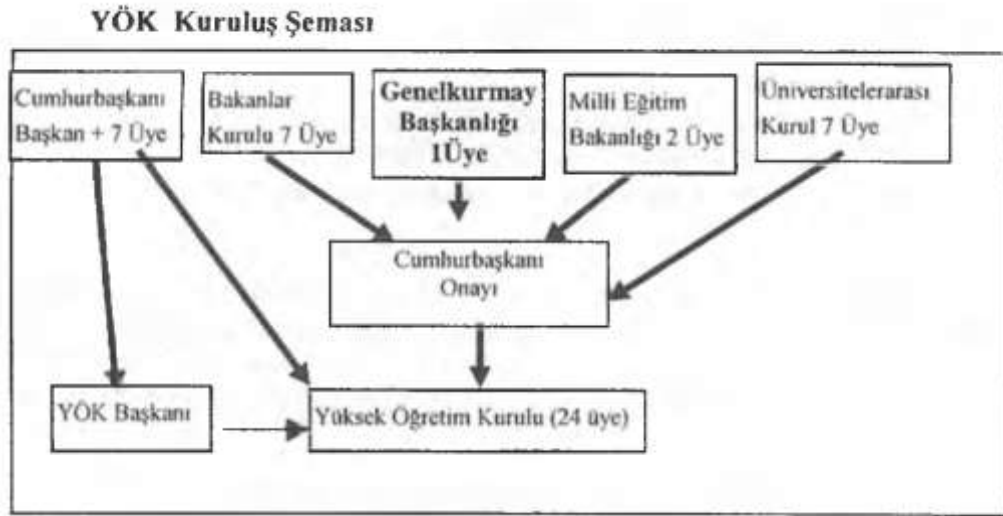 YÖK Kuruluş Şeması
Cumhurbaşkanı
Başkan + 7 Üye
Bakanlar
Kurulu 7 Üye
Genelkurmay
Başkanlığı
1Üye
Milli Eğitim
Bakanlığı 2 Üye
Üniversitelerarası
Kurul 7 Üye
Cumhurbaşkanı
Onayı
YÖK Başkanı
Yüksek Öğretim Kurulu (24 üye)